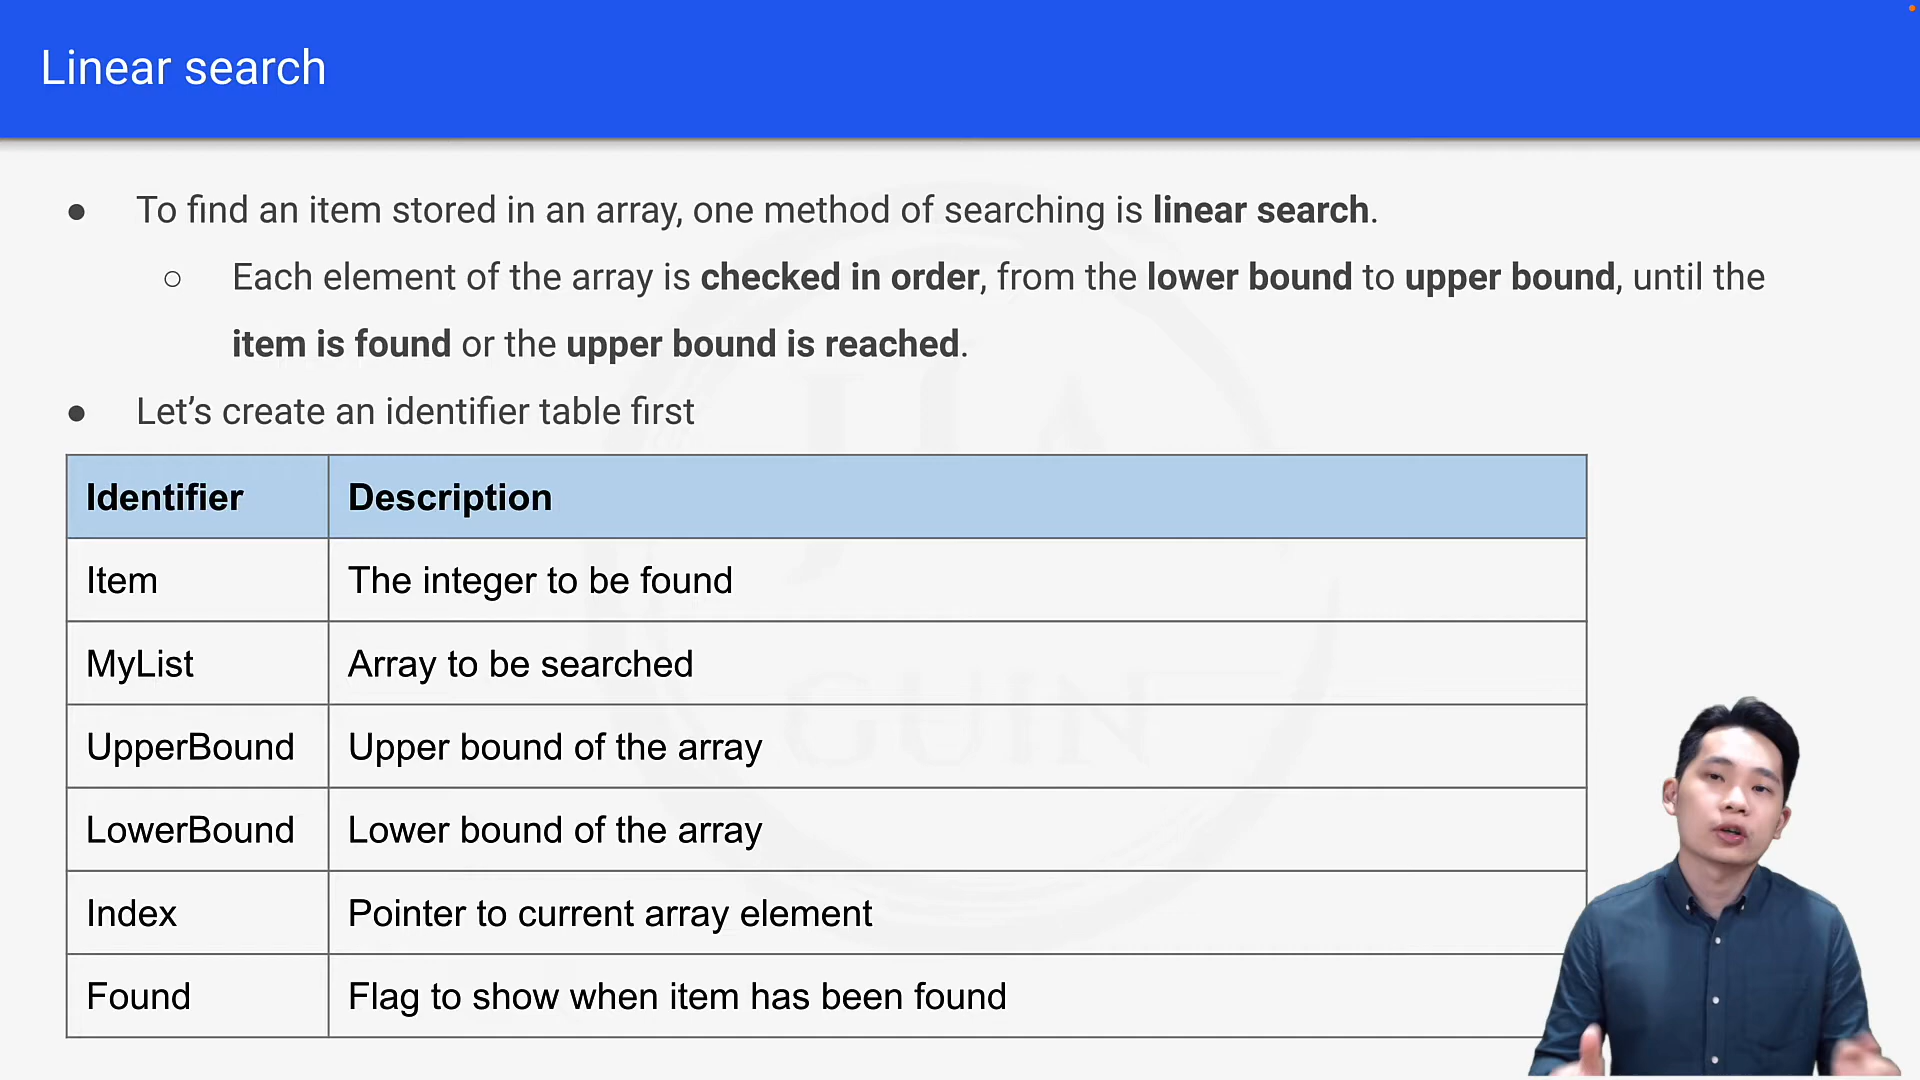 Linear search
● To find an item stored in an array, one method of searching is linear search.
○ Each element of the array is checked in order, from the lower bound to upper bound, until the
item is found or the upper bound is reached.
● Let’s create an identifier table first
Identifier Description
Item The integer to be found
MyList Array to be searched
UpperBound Upper bound of the array
LowerBound Lower bound of the array
Index Pointer to current array element
Found Flag to show when item has been found
GUIN